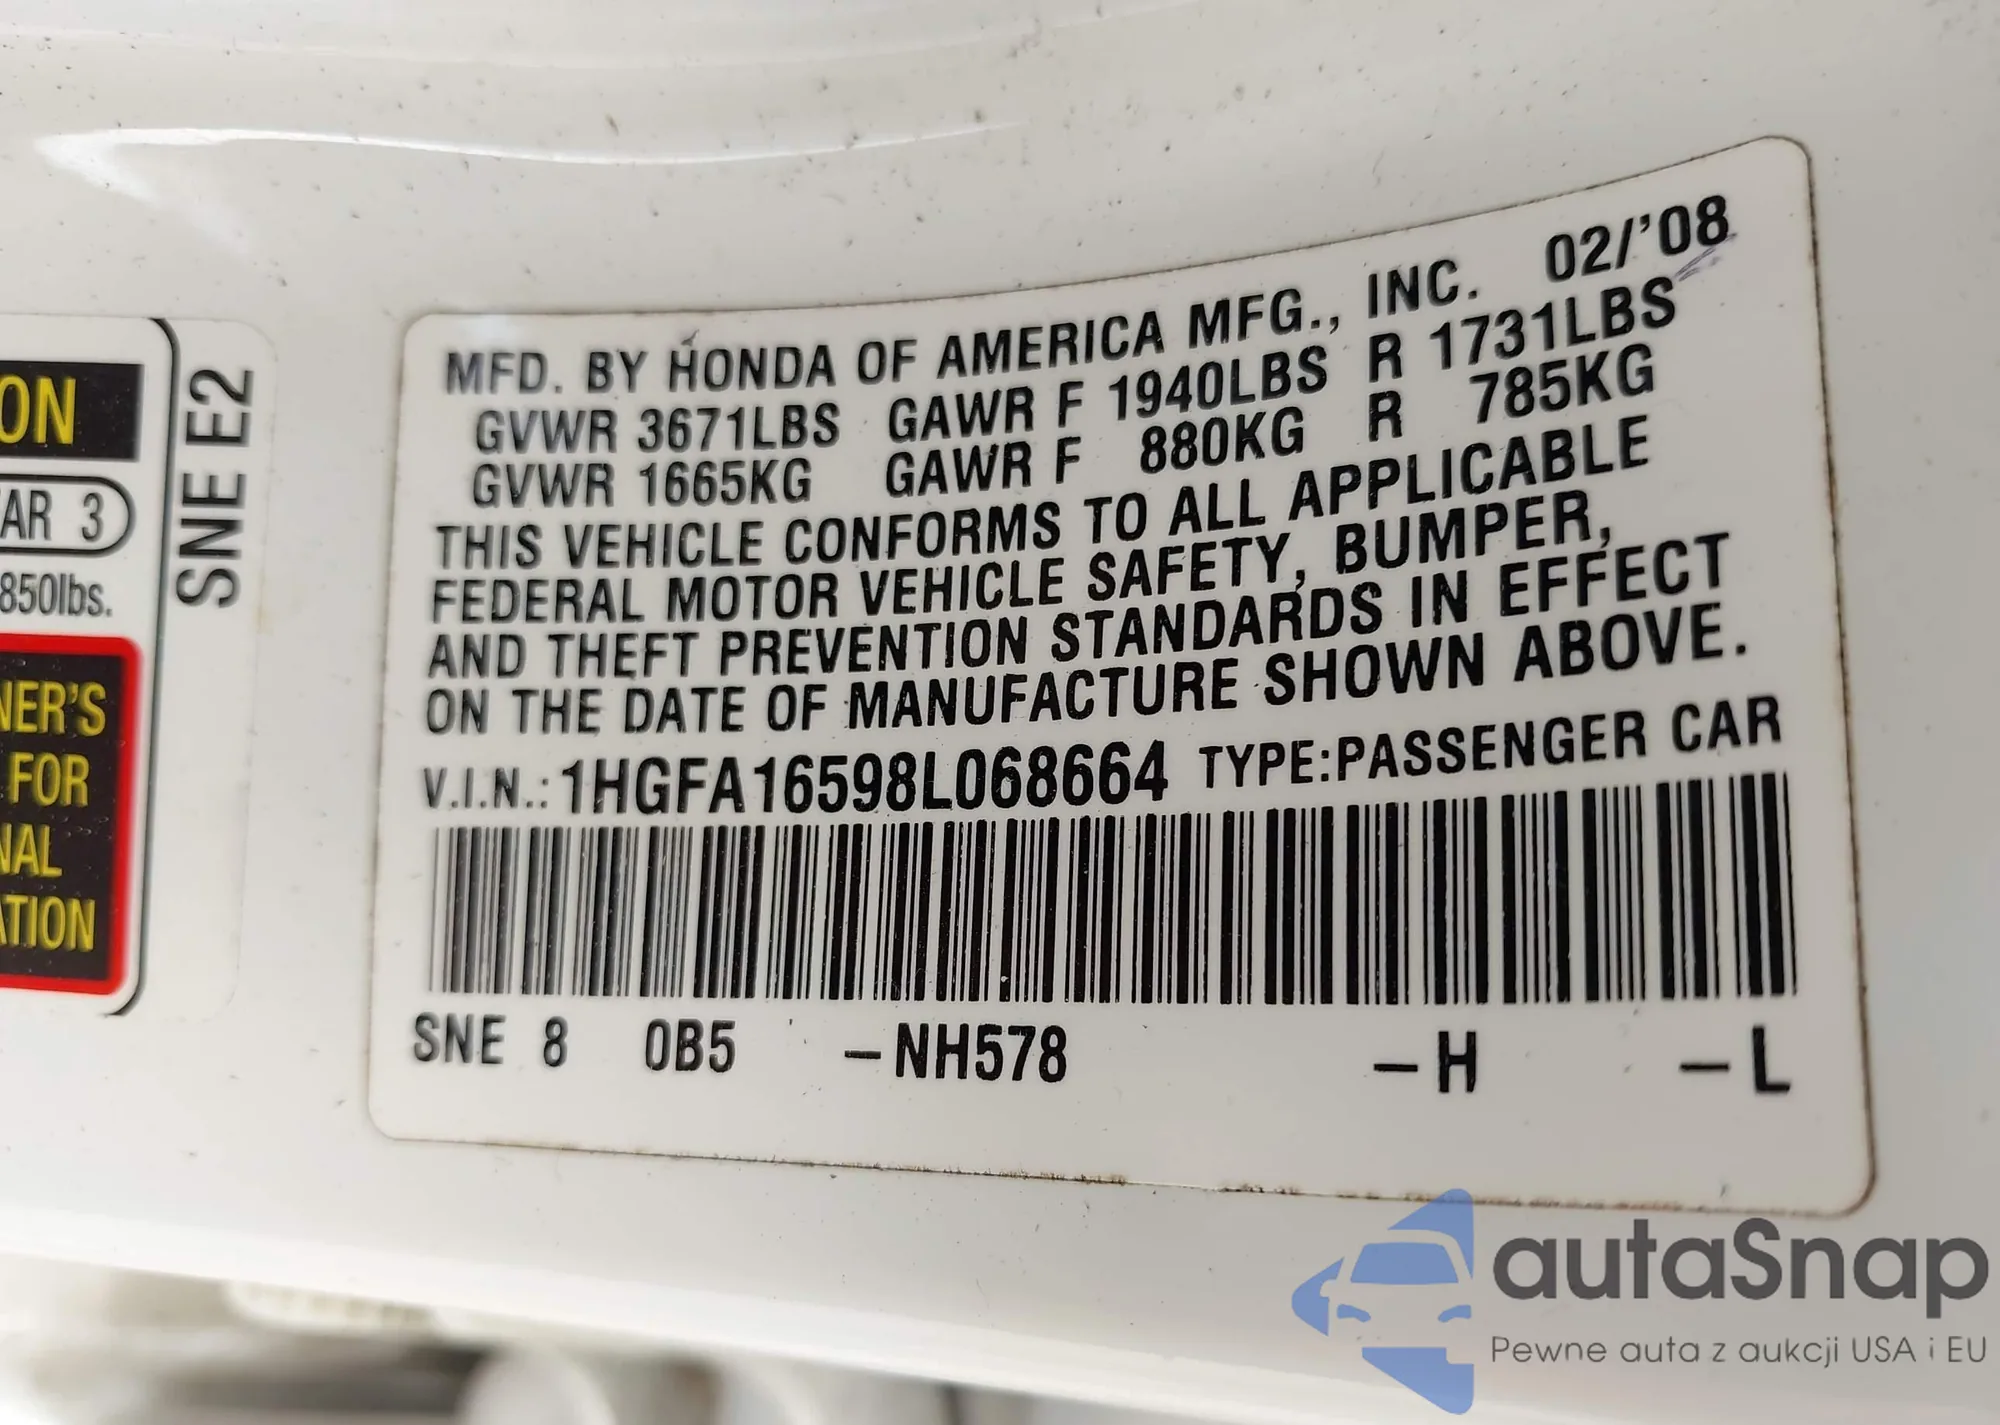 ON
AR 3
850lbs.
NER'S
FOR
NAL
ATION
SNE E2
MFD. BY HONDA OF AMERICA MFG., INC. 02/'08
GVWR 3671LBS GAWR F 1940LBS R 1731LBS
GVWR 1665KG GAWR F 880KG R 785KG
THIS VEHICLE CONFORMS TO ALL APPLICABLE
FEDERAL MOTOR VEHICLE SAFETY, BUMPER,
AND THEFT PREVENTION STANDARDS IN EFFECT
ON THE DATE OF MANUFACTURE SHOWN ABOVE.
V.I.N.: 1HGFA16598L068664 TYPE:PASSENGER CAR
SNE 8 0B5 –NH578 –H –L
autaSnap
Pewne auta z aukcji USA i EU